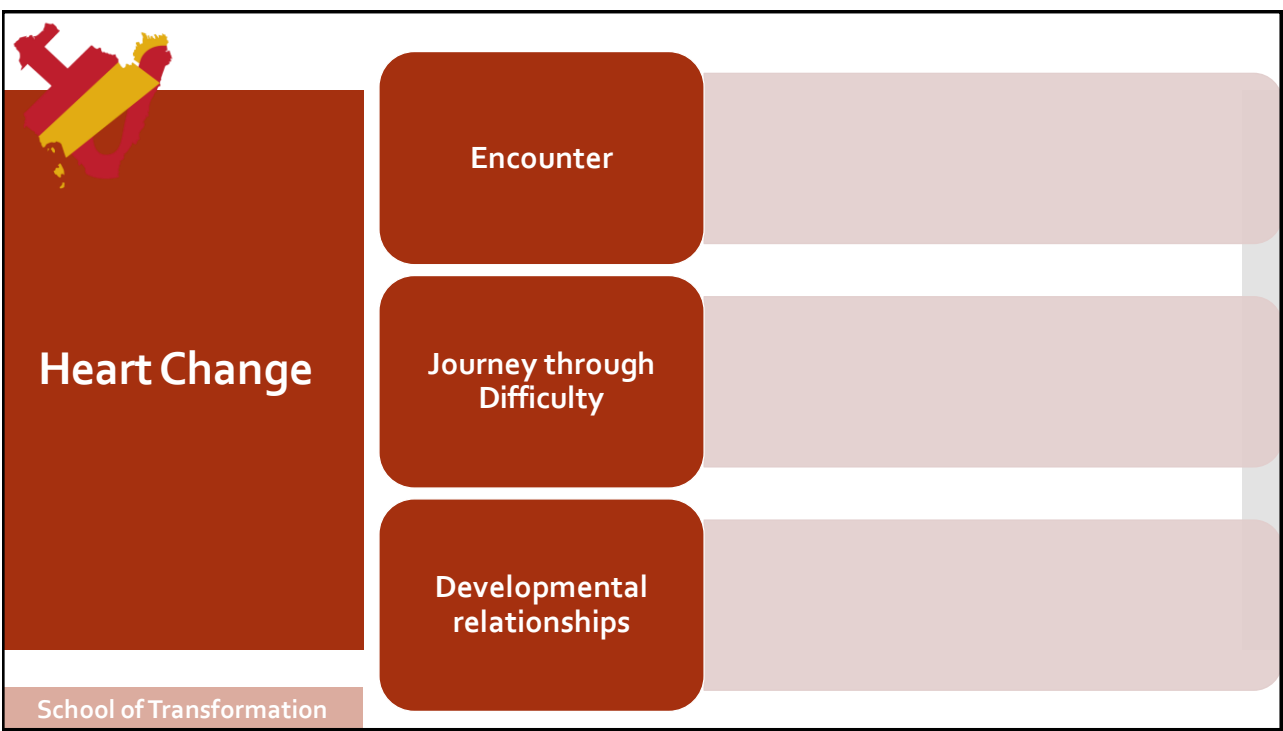 Heart Change
Encounter
Journey through
Difficulty
Developmental
relationships
School of Transformation